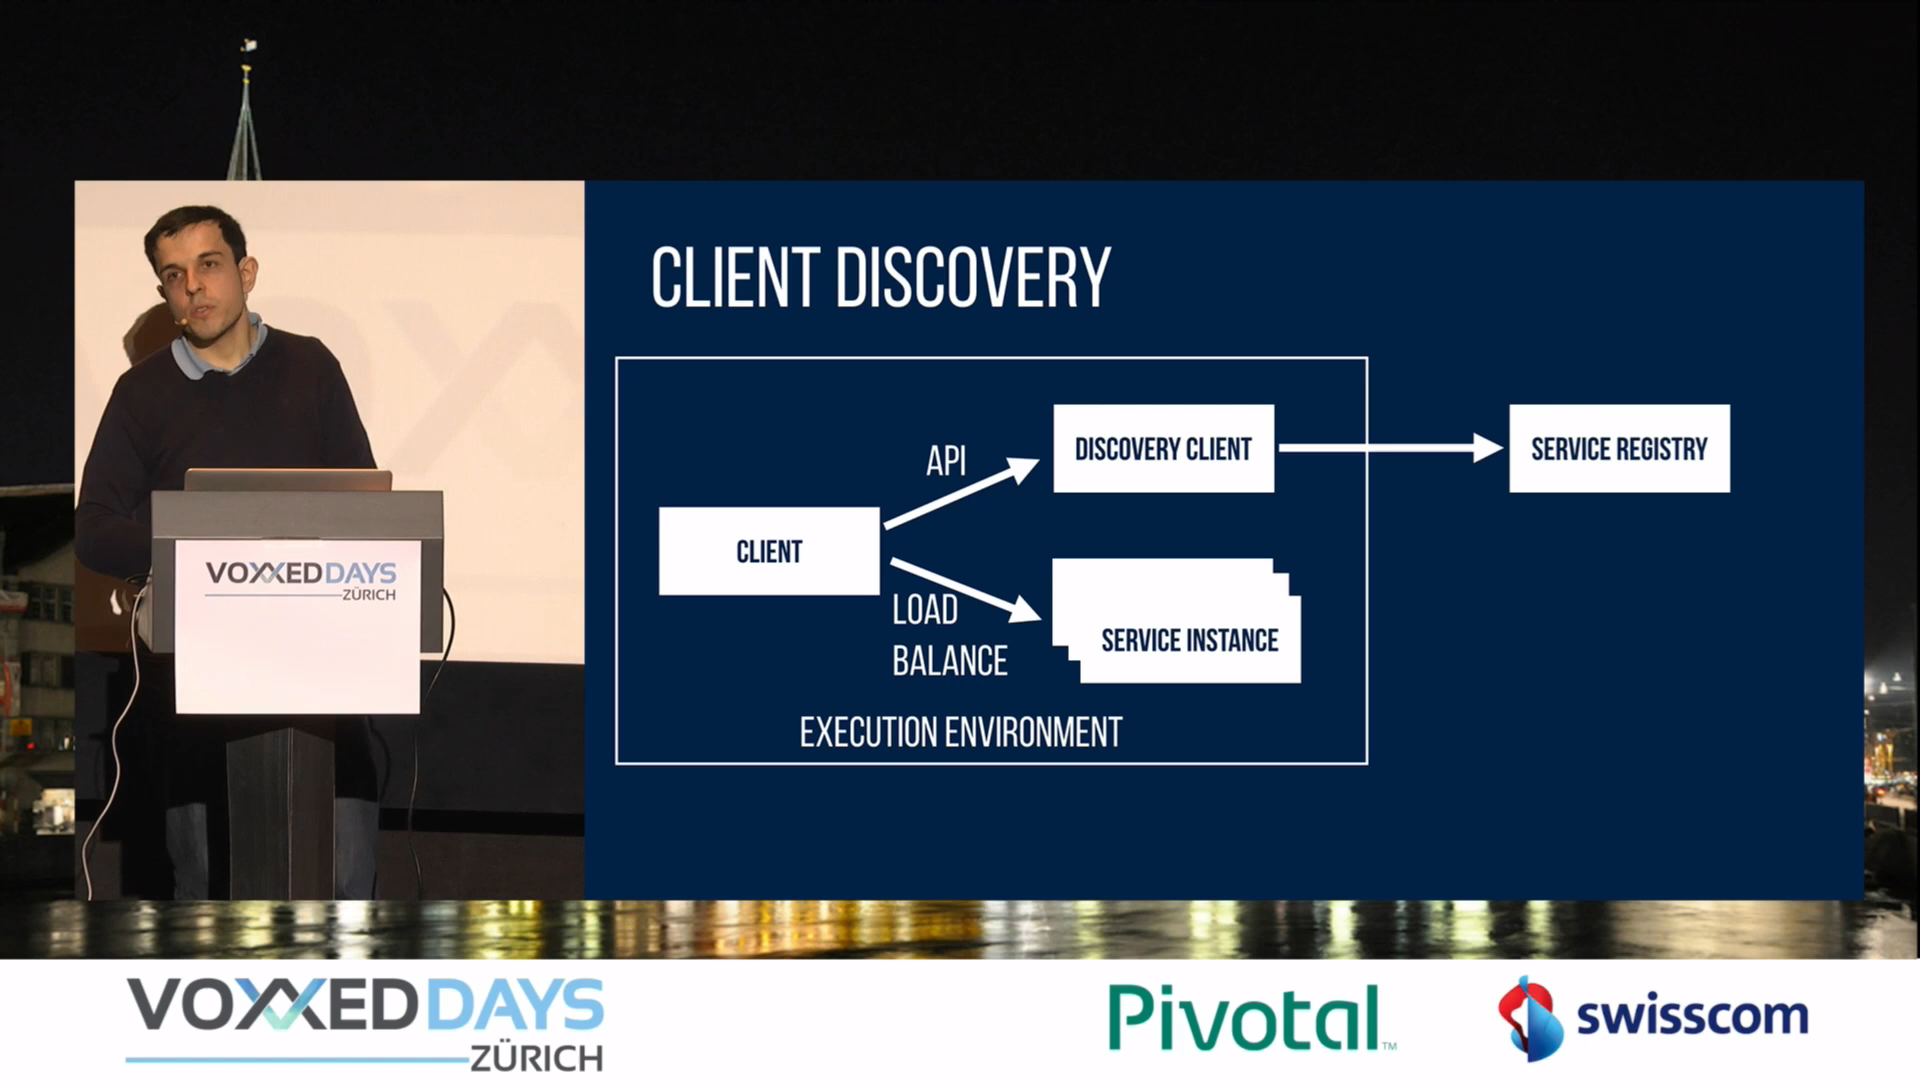 CLIENT DISCOVERY
API
DISCOVERY CLIENT
SERVICE REGISTRY
CLIENT
LOAD
BALANCE
SERVICE INSTANCE
EXECUTION ENVIRONMENT
VOXXEDDAYS
ZÜRICH
VOXXEDDAYS
ZÜRICH
Pivotal™
swisscom